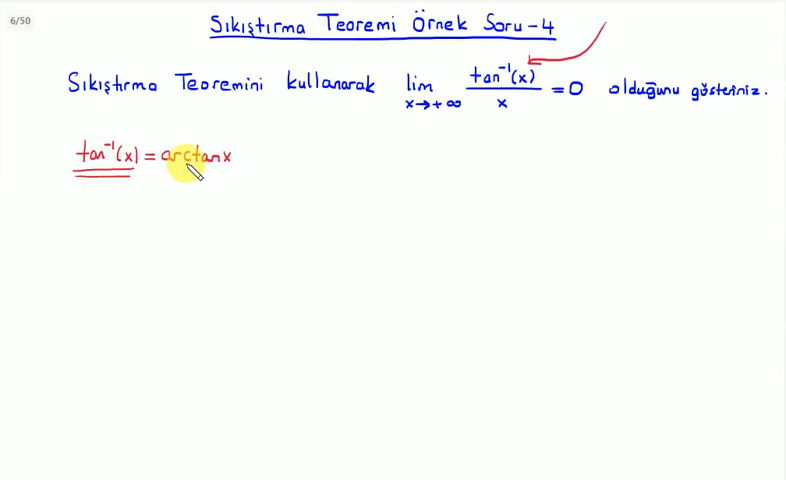 6/50
Sıkıştırma Teoremi Örnek Soru-4
Sıkıştırma Teoremini kullanarak lim x→+∞ tan⁻¹(x)/x = 0 olduğunu gösteriniz.
tan⁻¹(x) = arctanx